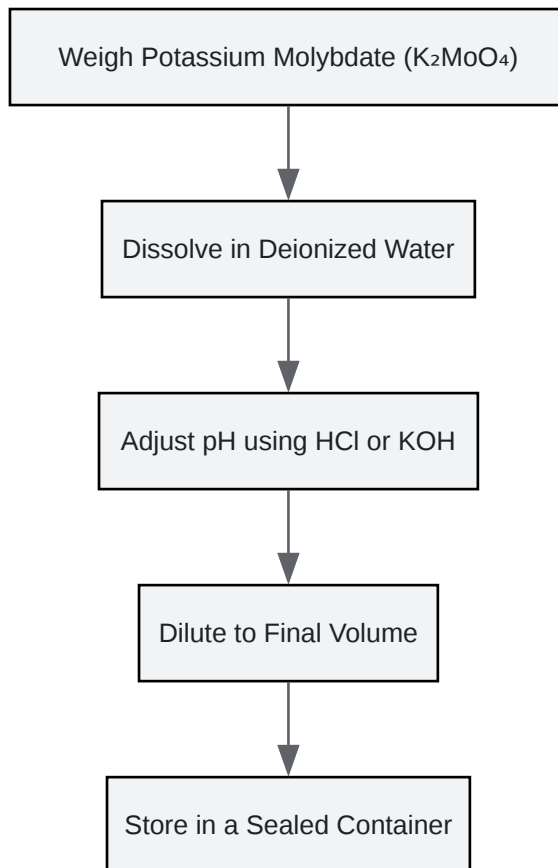 Weigh Potassium Molybdate (K₂MoO₄)
Dissolve in Deionized Water
Adjust pH using HCl or KOH
Dilute to Final Volume
Store in a Sealed Container